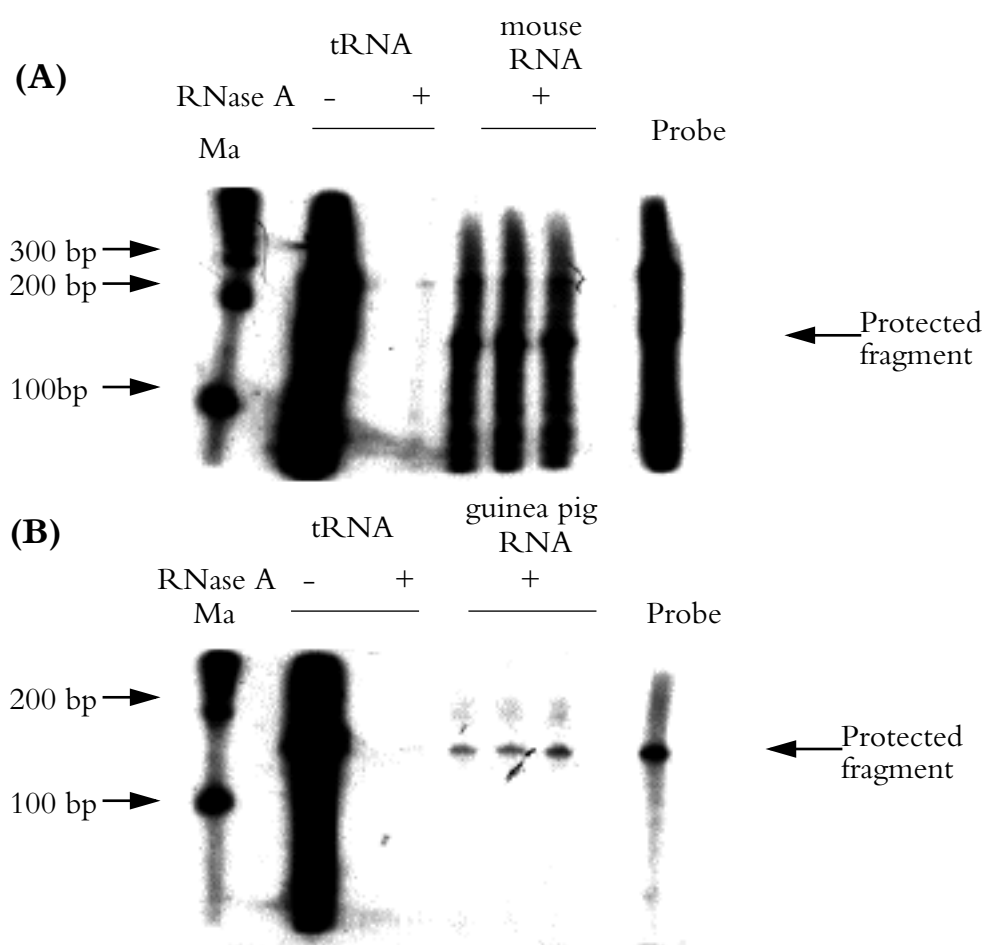 mouse
tRNA
RNA
(A)
RNase A - + +
Probe
Ma
300 bp
200 bp
Protected
fragment
100bp
guinea pig
(B)
tRNA
RNA
RNase A - + +
Ma
Probe
200 bp
Protected
fragment
100 bp